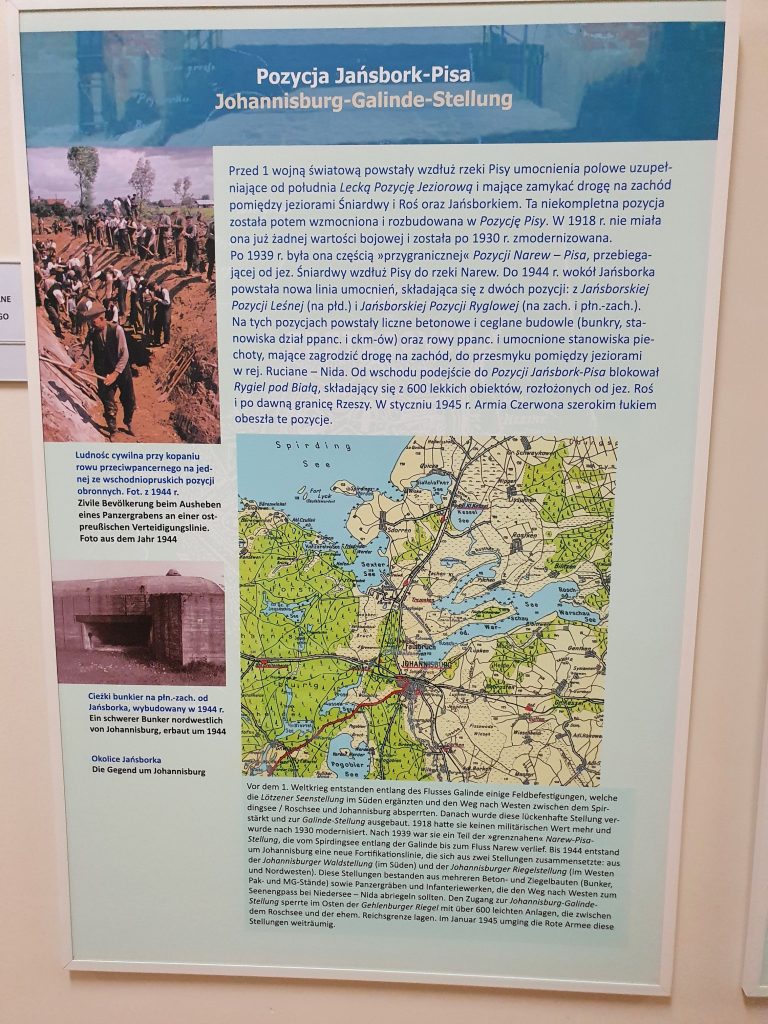 Pozycja Jańsbork-Pisa
Johannisburg-Galinde-Stellung
Przed 1 wojną światową powstały wzdłuż rzeki Pisy umocnienia polowe uzupeł-
niające od południa Lecką Pozycję Jeziorową i mające zamykać drogę na zachód
pomiędzy jeziorami Śniardwy i Roś oraz Jańsborkiem. Ta niekompletna pozycja
została potem wzmocniona i rozbudowana w Pozycję Pisy. W 1918 r. nie miała
ona już żadnej wartości bojowej i została po 1930 r. zmodernizowana.
Po 1939 r. była ona częścią »przygranicznej« Pozycji Narew – Pisa, przebiega-
jącej od jez. Śniardwy wzdłuż Pisy do rzeki Narew. Do 1944 r. wokół Jańsborka
powstała nowa linia umocnień, składająca się z dwóch pozycji: z Jańsborskiej
Pozycji Leśnej (na płd.) i Jańsborskiej Pozycji Ryglowej (na zach. i płn.-zach.).
Na tych pozycjach powstały liczne betonowe i ceglane budowle (bunkry, sta-
nowiska dział ppanc. i ckm-ów) oraz rowy ppanc. i umocnione stanowiska pie-
choty, mające zagrodzić drogę na zachód, do przesmyku pomiędzy jeziorami
w rej. Ruciane – Nida. Od wschodu podejście do Pozycji Jańsbork-Pisa blokował
Rygiel pod Białą, składający się z 600 lekkich obiektów, rozłożonych od jez. Roś
i po dawną granicę Rzeszy. W styczniu 1945 r. Armia Czerwona szerokim łukiem
obeszła te pozycje.
Ludnośc cywilna przy kopaniu
rowu przeciwpancernego na jed-
nej ze wschodniopruskich pozycji
obronnych. Fot. z 1944 r.
Zivile Bevölkerung beim Ausheben
eines Panzergrabens an einer ost-
preußischen Verteidigungslinie.
Foto aus dem Jahr 1944
Ciężki bunkier na płn.-zach. od
Jańsborka, wybudowany w 1944 r.
Ein schwerer Bunker nordwestlich
von Johannisburg, erbaut um 1944
Okolice Jańsborka
Die Gegend um Johannisburg
Spirding
See
Fort
Lyck
Sexter
See
Kessel
See
See
War-
schau
Warschau
See
JOHANNISBURG
Pogobier
See
Vor dem 1. Weltkrieg entstanden entlang des Flusses Galinde einige Feldbefestigungen, welche
die Lötzener Seenstellung im Süden ergänzten und den Weg nach Westen zwischen dem Spir-
dingsee / Roschsee und Johannisburg absperrten. Danach wurde diese lückenhafte Stellung ver-
stärkt und zur Galinde-Stellung ausgebaut. 1918 hatte sie keinen militärischen Wert mehr und
wurde nach 1930 modernisiert. Nach 1939 war sie ein Teil der »grenznahen« Narew-Pisa-
Stellung, die vom Spirdingsee entlang der Galinde bis zum Fluss Narew verlief. Bis 1944 entstand
um Johannisburg eine neue Fortifikationslinie, die sich aus zwei Stellungen zusammensetzte: aus
der Johannisburger Waldstellung (im Süden) und der Johannisburger Riegelstellung (im Westen
und Nordwesten). Diese Stellungen bestanden aus mehreren Beton- und Ziegelbauten (Bunker,
Pak- und MG-Stände) sowie Panzergräben und Infanteriewerken, die den Weg nach Westen zum
Seenengpass bei Niedersee – Nida abriegeln sollten. Den Zugang zur Johannisburg-Galinde-
Stellung sperrte im Osten der Gehlenburger Riegel mit über 600 leichten Anlagen, die zwischen
dem Roschsee und der ehem. Reichsgrenze lagen. Im Januar 1945 umging die Rote Armee diese
Stellungen weiträumig.